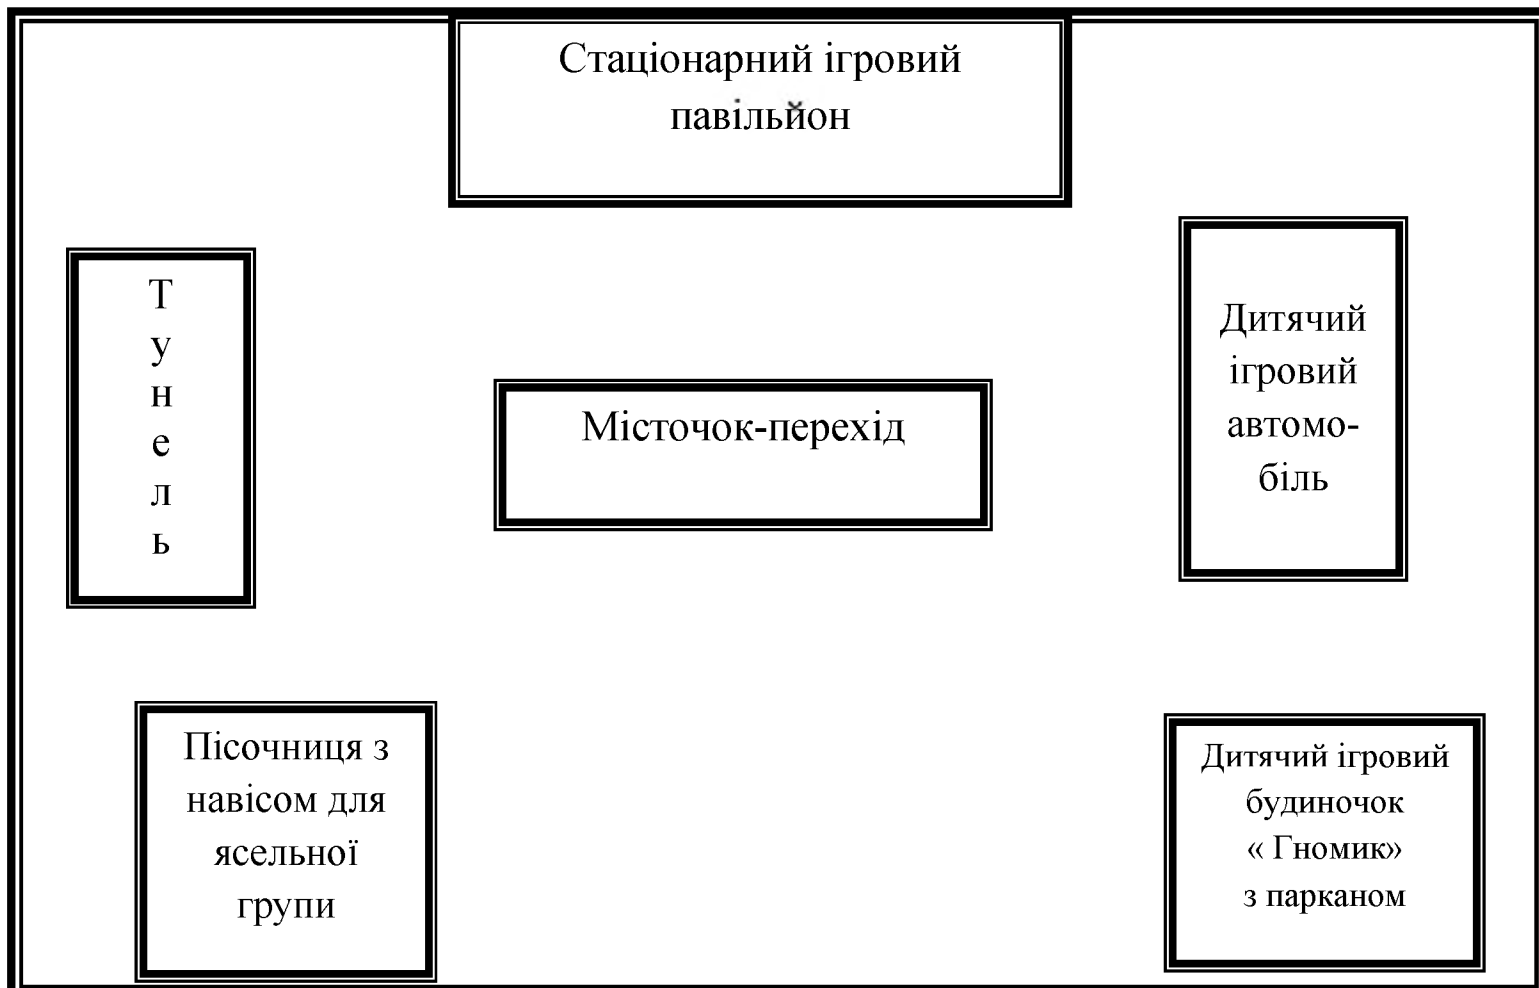 Стаціонарний ігровий
павільйон
Т
у
н
е
л
ь
Місточок-перехід
Дитячий
ігровий
автомо-
біль
Пісочниця з
навісом для
ясельної
групи
Дитячий ігровий
будиночок
« Гномик»
з парканом